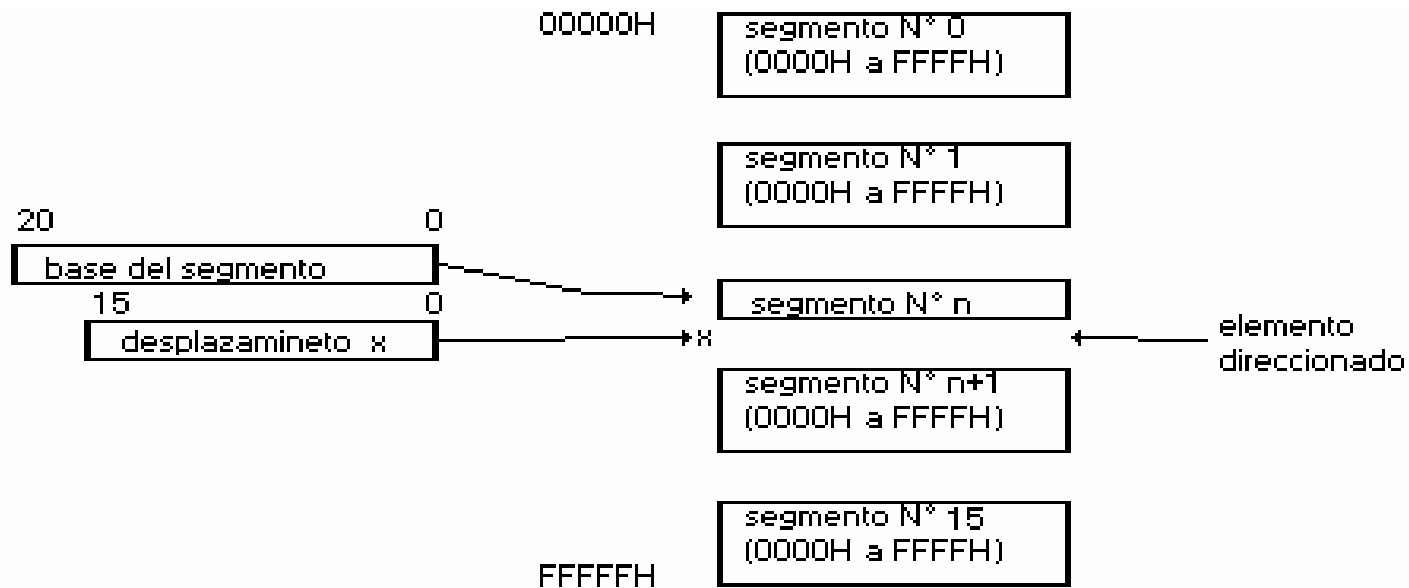 00000H
segmento N° 0
(0000H a FFFFH)
segmento N° 1
(0000H a FFFFH)
20 0
base del segmento
15 0
desplazamineto x
segmento N° n
x
elemento
direccionado
segmento N° n+1
(0000H a FFFFH)
segmento N° 15
(0000H a FFFFH)
FFFFFH